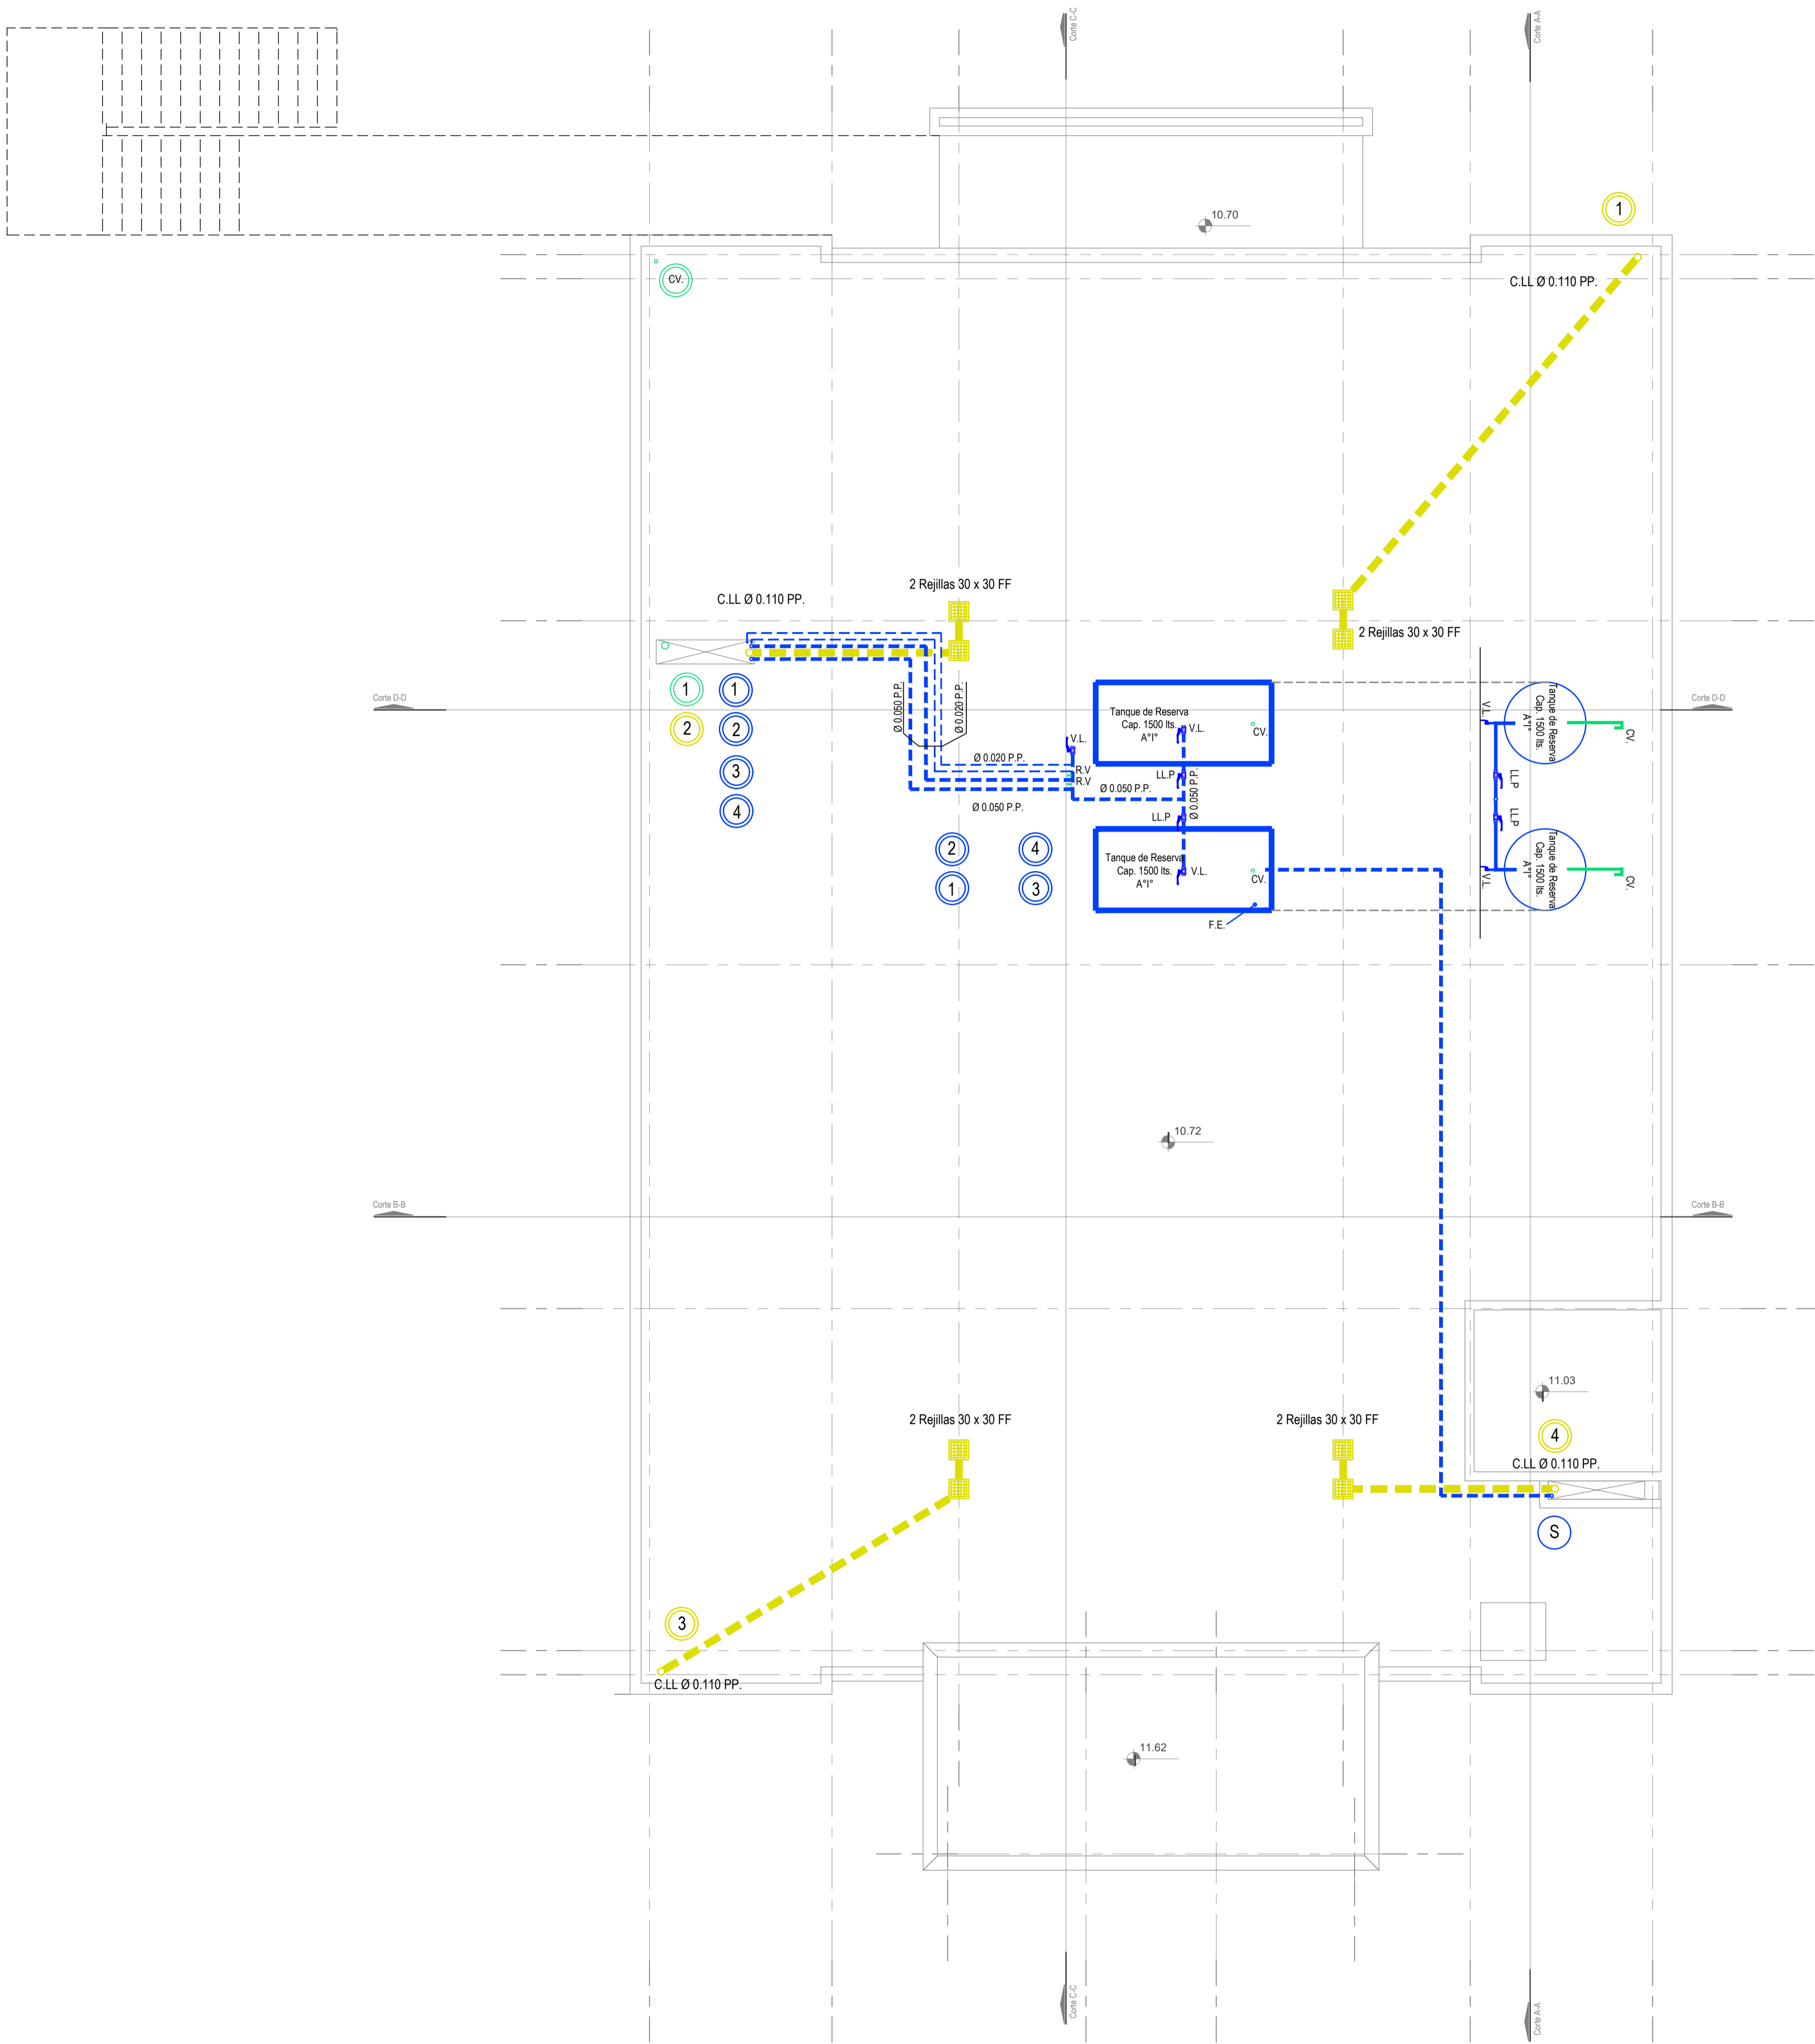 Corte C-C
Corte A-A
10.70
1
CV.
C.LL Ø 0.110 PP.
2 Rejillas 30 x 30 FF
C.LL Ø 0.110 PP.
2 Rejillas 30 x 30 FF
1
1
2
2
3
4
Corte D-D
Corte D-D
Ø 0.050 P.P.
Ø 0.020 P.P.
Tanque de Reserva
Cap. 1500 lts.
A°I°
V.L.
CV.
V.L.
Tanque de Reserva
Cap. 1500 lts.
A°I°
CV.
V.L.
Ø 0.020 P.P.
R.V
R.V
LL.P
Ø 0.050 P.P.
Ø 0.050 P.P.
Ø 0.050 P.P.
LL.P
LL.P
LL.P
2
4
1
3
Tanque de Reserva
Cap. 1500 lts.
A°I°
V.L.
CV.
F.E.
V.L.
Tanque de Reserva
Cap. 1500 lts.
A°I°
CV.
10.72
Corte B-B
Corte B-B
11.03
4
C.LL Ø 0.110 PP.
2 Rejillas 30 x 30 FF
2 Rejillas 30 x 30 FF
S
3
C.LL Ø 0.110 PP.
11.62
Corte C-C
Corte A-A